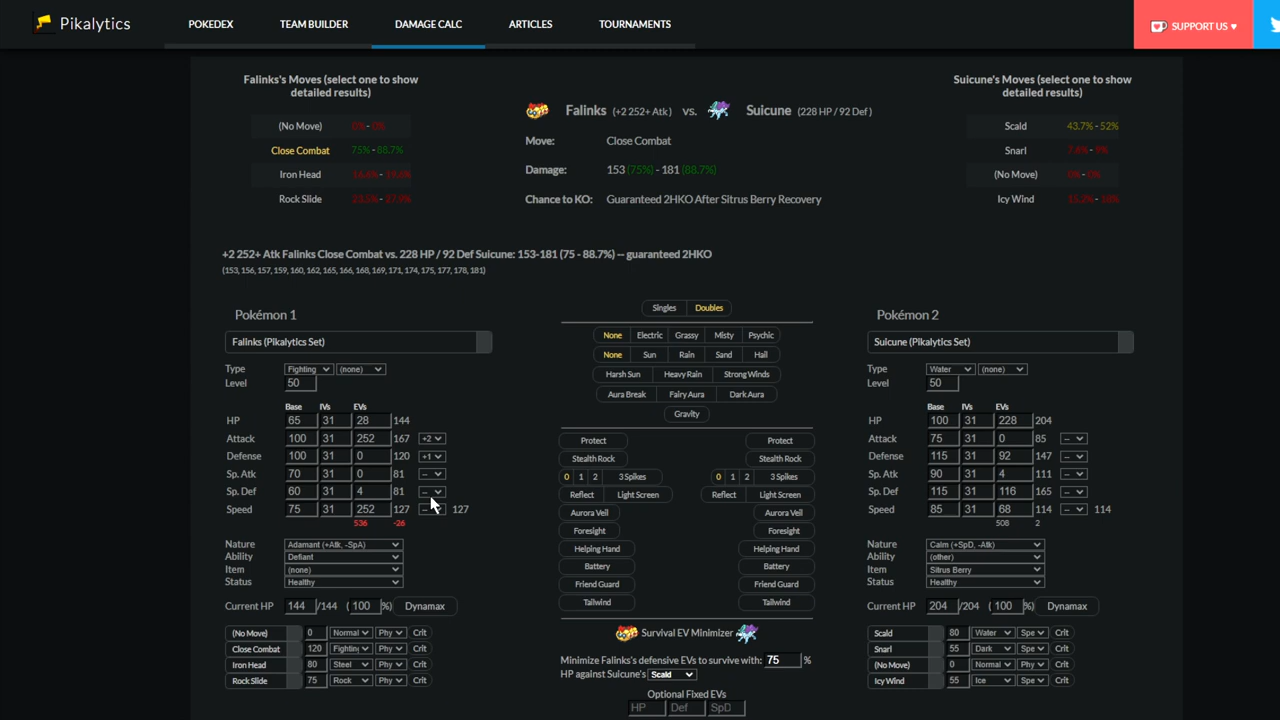 Pikalytics
POKEDEX TEAM BUILDER DAMAGE CALC ARTICLES TOURNAMENTS
SUPPORT US ♥
Falinks's Moves (select one to show
detailed results)
(No Move) 0% - 0%
Close Combat 75% - 88.7%
Iron Head
Rock Slide 23.5% - 27.9%
Falinks (+2 252+ Atk) vs. Suicune (228 HP / 92 Def)
Move: Close Combat
Damage: 153 (75%) - 181 (88.7%)
Chance to KO: Guaranteed 2HKO After Sitrus Berry Recovery
Suicune's Moves (select one to show
detailed results)
Scald 43.7% - 52%
Snarl 7.6% - 9%
(No Move) 0% - 0%
Icy Wind 15.2% - 18%
+2 252+ Atk Falinks Close Combat vs. 228 HP / 92 Def Suicune: 153-181 (75 - 88.7%) -- guaranteed 2HKO
(153, 156, 157, 159, 160, 162, 165, 166, 168, 169, 171, 174, 175, 177, 178, 181)
Pokémon 1
Falinks (Pikalytics Set)
Type Fighting (none)
Level 50
Base IVs EVs
HP 65 31 28 144
Attack 100 31 252 167 +2
Defense 100 31 0 120 +1
Sp. Atk 70 31 0 81 --
Sp. Def 60 31 4 81 --
Speed 75 31 252 127 -- 127
536 -26
Nature Adamant (+Atk, -SpA)
Ability Defiant
Item (none)
Status Healthy
Current HP 144 /144 ( 100 %) Dynamax
(No Move) 0 Normal Phy Crit
Close Combat 120 Fighting Phy Crit
Iron Head 80 Steel Phy Crit
Rock Slide 75 Rock Phy Crit
Singles Doubles
None Electric Grassy Misty Psychic
None Sun Rain Sand Hail
Harsh Sun Heavy Rain Strong Winds
Aura Break Fairy Aura Dark Aura
Gravity
Protect Protect
Stealth Rock Stealth Rock
0 1 2 3 Spikes 0 1 2 3 Spikes
Reflect Light Screen Reflect Light Screen
Aurora Veil Aurora Veil
Foresight Foresight
Helping Hand Helping Hand
Battery Battery
Friend Guard Friend Guard
Tailwind Tailwind
Survival EV Minimizer
Minimize Falinks's defensive EVs to survive with: 75 %
HP against Suicune's Scald
Optional Fixed EVs
HP Def SpD
Pokémon 2
Suicune (Pikalytics Set)
Type Water (none)
Level 50
Base IVs EVs
HP 100 31 228 204
Attack 75 31 0 85 --
Defense 115 31 92 147 --
Sp. Atk 90 31 4 111 --
Sp. Def 115 31 116 165 --
Speed 85 31 68 114 -- 114
508 2
Nature Calm (+SpD, -Atk)
Ability (other)
Item Sitrus Berry
Status Healthy
Current HP 204 /204 ( 100 %) Dynamax
Scald 80 Water Spe Crit
Snarl 55 Dark Spe Crit
(No Move) 0 Normal Phy Crit
Icy Wind 55 Ice Spe Crit